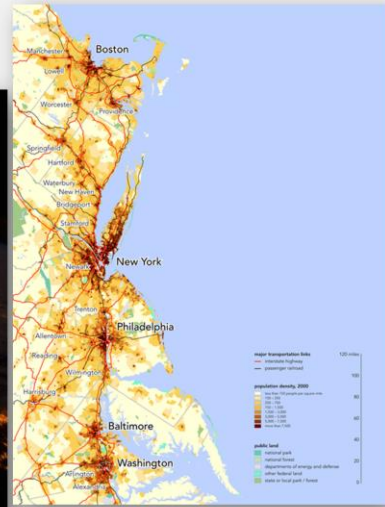 Boston
Manchester
Lowell
Worcester
Providence
Springfield
Hartford
Waterbury
New Haven
Bridgeport
Stamford
New York
Newark
Trenton
Allentown
Philadelphia
Reading
Wilmington
Harrisburg
Baltimore
Washington
Arlington
Alexandria
major transportation links
interstate highway
passenger railroad
120 miles
100
80
60
40
20
0
population density, 2000
public land
national park
national forest
departments of energy and defense
other federal land
state or local park / forest